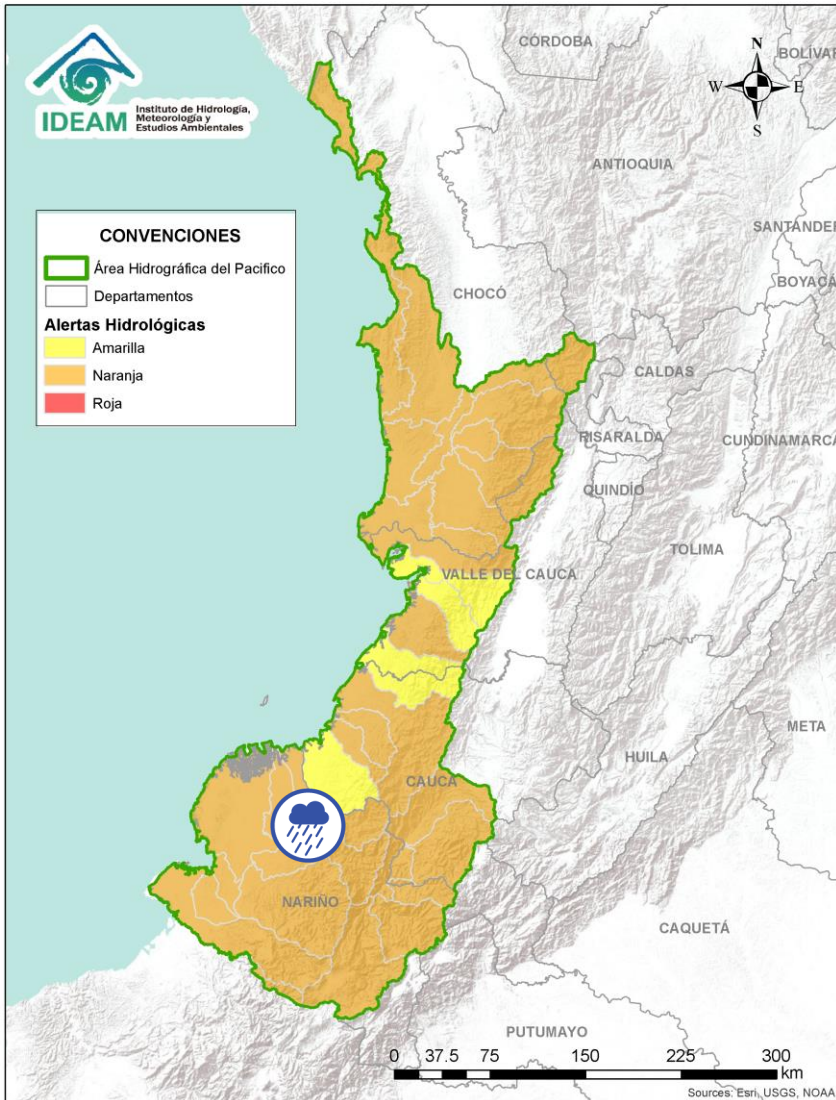 IDEAM
Instituto de Hidrología,
Meteorología y
Estudios Ambientales
CÓRDOBA
BOLÍVAR
N
W
E
S
ANTIOQUIA
SANTANDER
BOYACÁ
CHOCÓ
CONVENCIONES
Área Hidrográfica del Pacifico
Departamentos
Alertas Hidrológicas
Amarilla
Naranja
Roja
CALDAS
RISARALDA
CUNDINAMARCA
QUINDÍO
TOLIMA
VALLE DEL CAUCA
META
HUILA
CAUCA
NARIÑO
CAQUETÁ
PUTUMAYO
0 37.5 75 150 225 300
km
Sources: Esri, USGS, NOAA